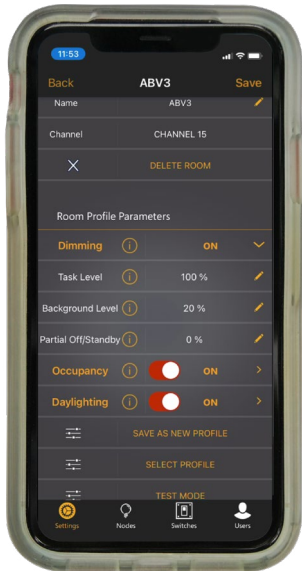 11:53
Back ABV3 Save
Name ABV3
Channel CHANNEL 15
DELETE ROOM
Room Profile Parameters
Dimming i ON
Task Level i 100 %
Background Level i 20 %
Partial Off/Standby i 0 %
Occupancy i ON
Daylighting i ON
SAVE AS NEW PROFILE
SELECT PROFILE
TEST MODE
Settings Nodes Switches Users